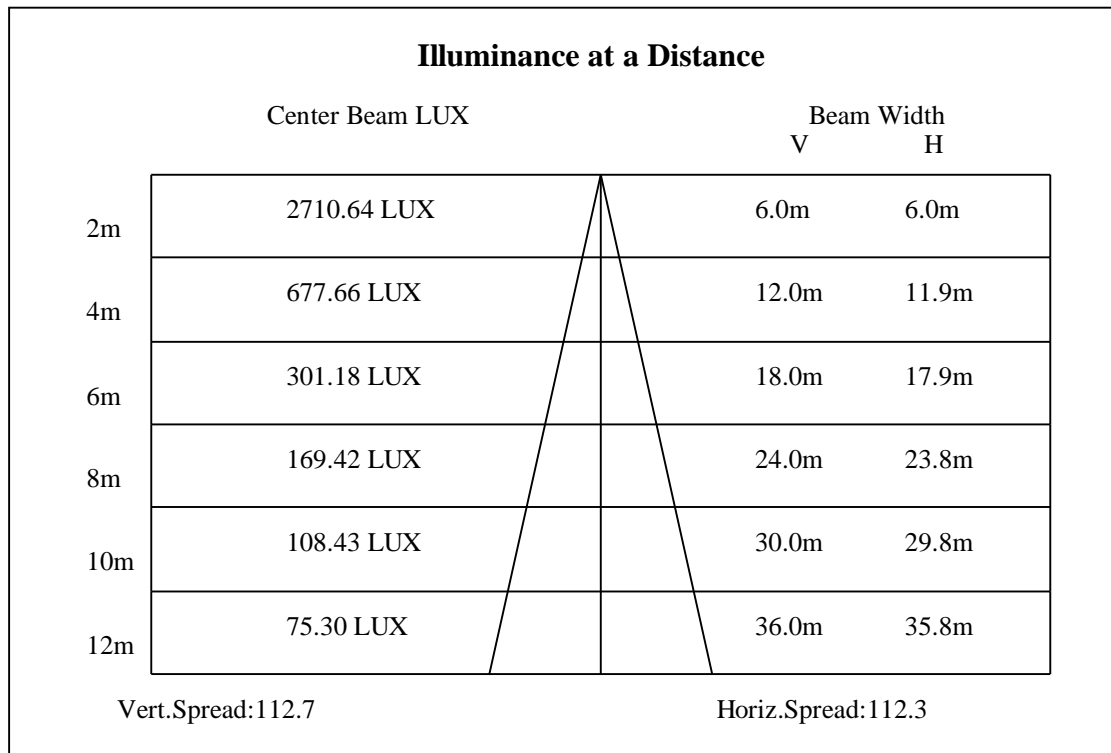 Illuminance at a Distance
Center Beam LUX Beam Width
V H
2m 2710.64 LUX 6.0m 6.0m
4m 677.66 LUX 12.0m 11.9m
6m 301.18 LUX 18.0m 17.9m
8m 169.42 LUX 24.0m 23.8m
10m 108.43 LUX 30.0m 29.8m
12m 75.30 LUX 36.0m 35.8m
Vert.Spread:112.7 Horiz.Spread:112.3